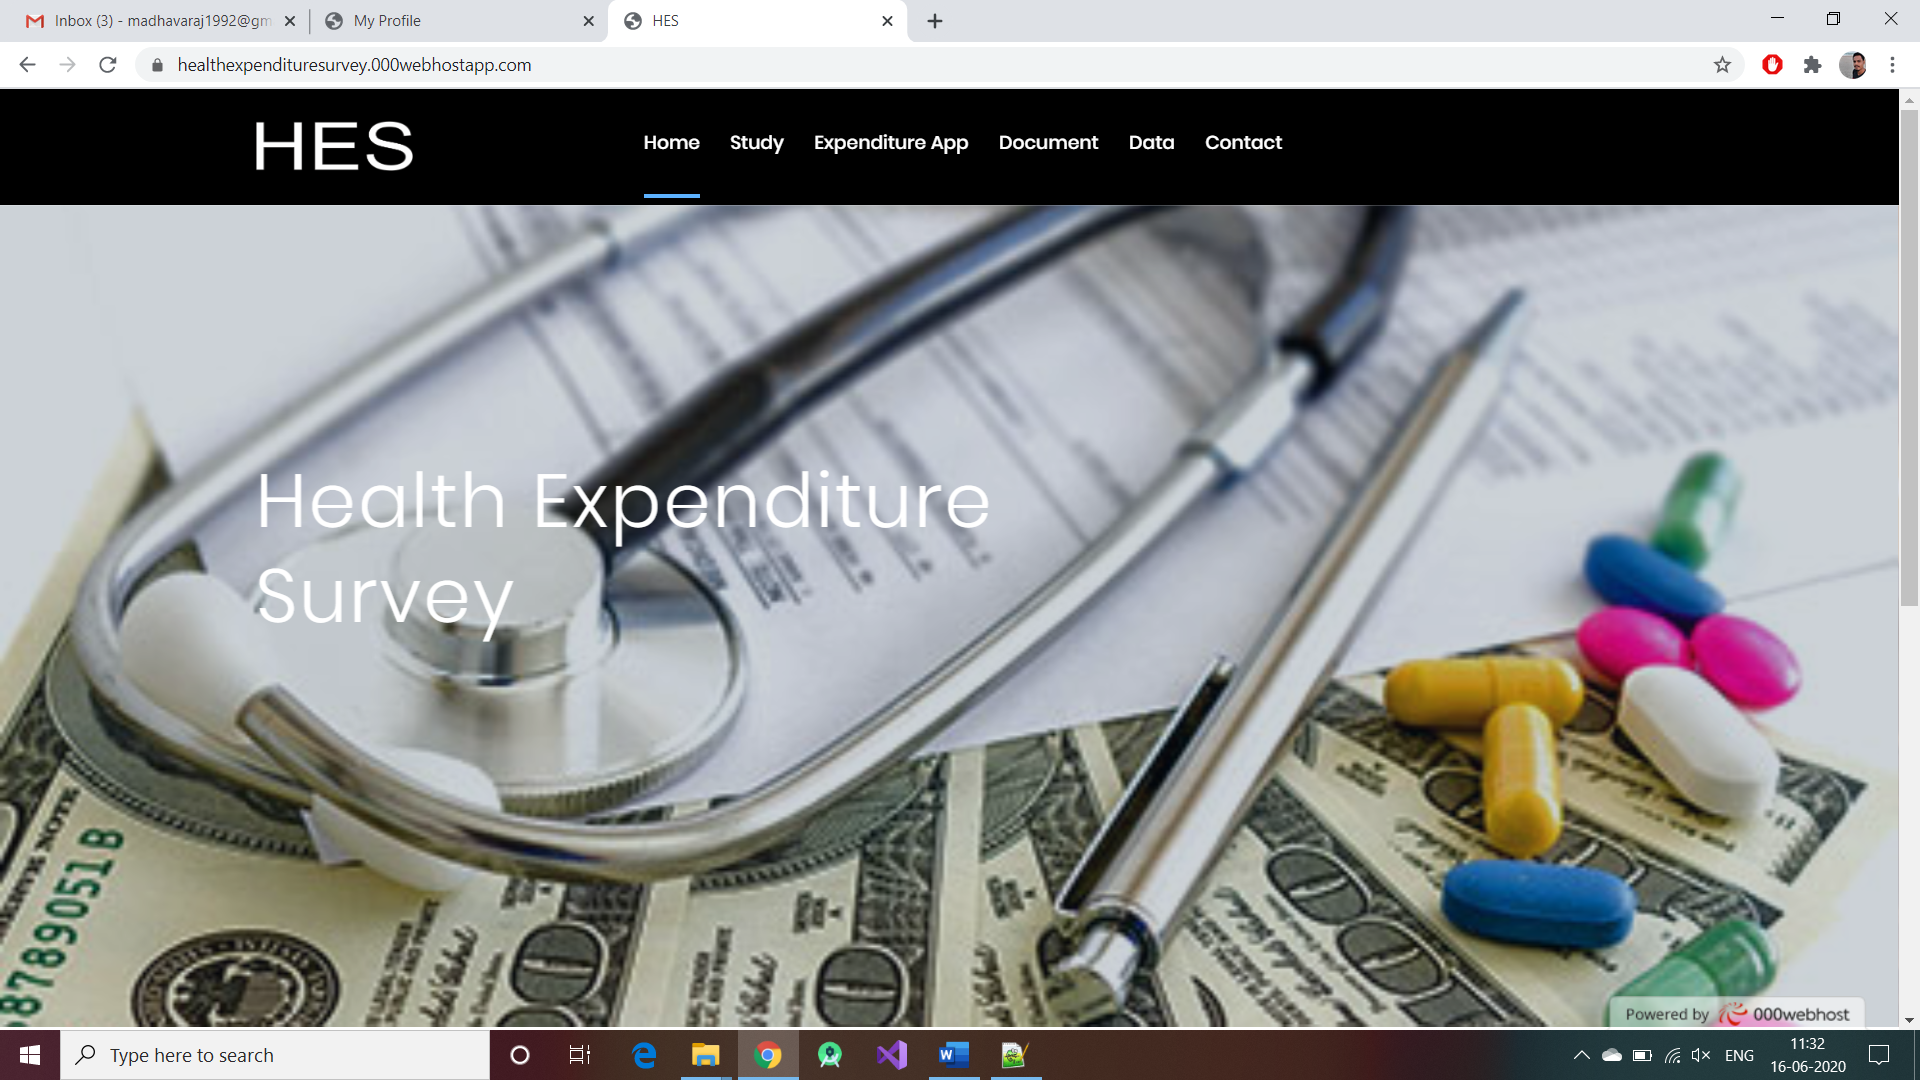 Inbox (3) - madhavaraj1992@gm
My Profile
HES
healthexpendituresurvey.000webhostapp.com
HES
Home Study Expenditure App Document Data Contact
Health Expenditure
Survey
Powered by 000webhost
Type here to search
ENG
11:32
16-06-2020